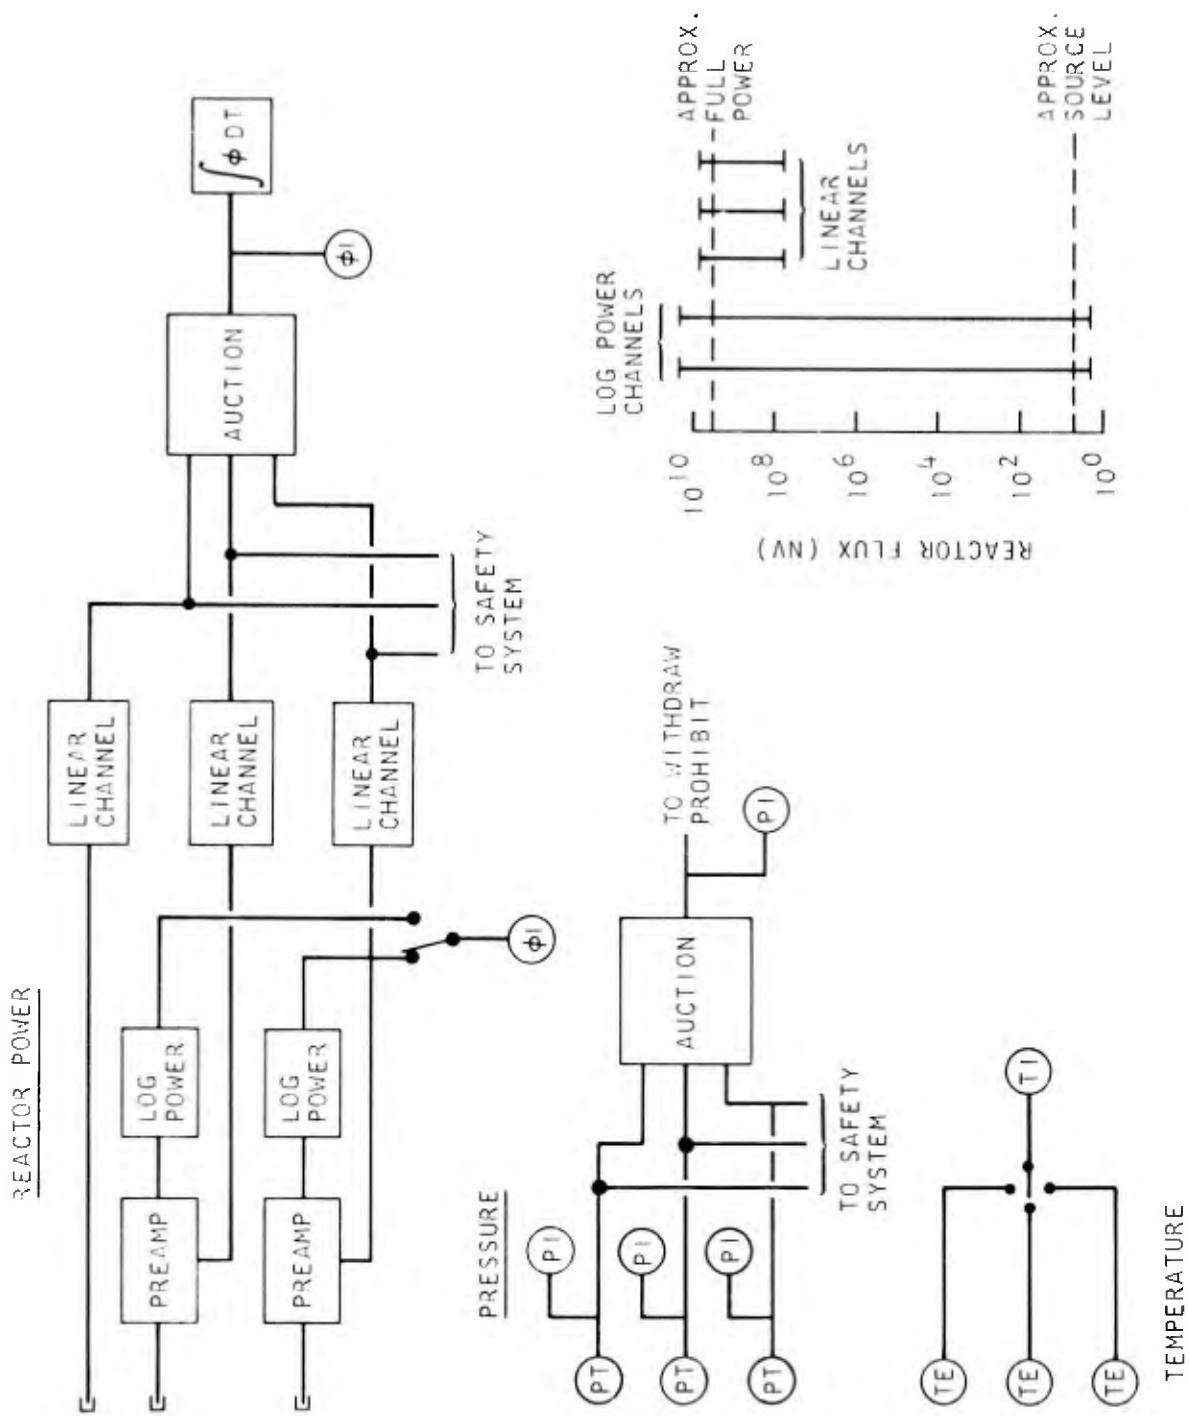 REACTOR POWER
PREAMP
PREAMP
LOG
POWER
LOG
POWER
ϕI
LINEAR
CHANNEL
LINEAR
CHANNEL
LINEAR
CHANNEL
TO SAFETY
SYSTEM
AUCTION
ϕI
∫ϕ DT
PRESSURE
PT
PT
PT
PI
PI
PI
TO SAFETY
SYSTEM
AUCTION
TO WITHDRAW
PROHIBIT
PI
TE
TE
TE
TI
TEMPERATURE
REACTOR FLUX (NV)
10^10
10^8
10^6
10^4
10^2
10^0
LOG POWER
CHANNELS
LINEAR
CHANNELS
APPROX.
FULL
POWER
APPROX.
SOURCE
LEVEL